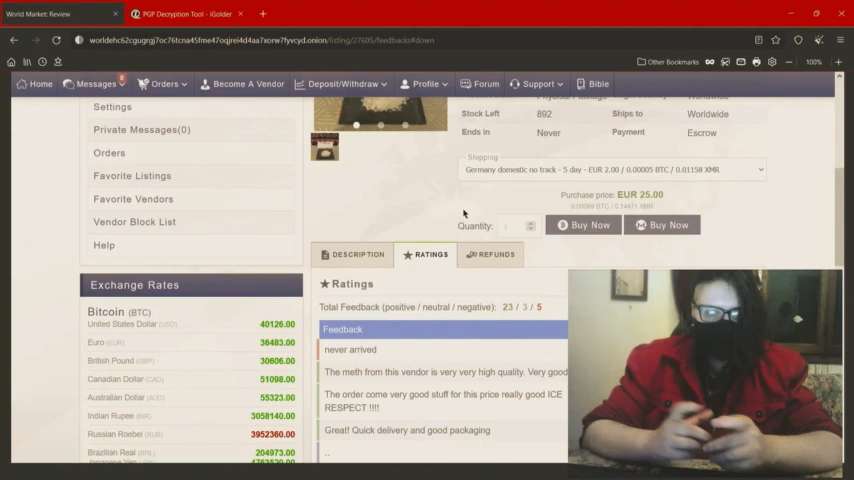 World Market: Review
PGP Decryption Tool - iGolder
/listing/27605/feedbacks#down
Other Bookmarks
100%
Home
Messages
0
Orders
Become A Vendor
Deposit/Withdraw
Profile
Forum
Support
Bible
Settings
Private Messages(0)
Orders
Favorite Listings
Favorite Vendors
Vendor Block List
Help
Stock Left 892 Ships to Worldwide
Ends in Never Payment Escrow
Shipping
Germany domestic no track - 5 day - EUR 2.00 / 0.00005 BTC / 0.01158 XMR
Purchase price: EUR 25.00
Quantity: 1
Buy Now
Buy Now
DESCRIPTION
RATINGS
REFUNDS
Ratings
Total Feedback (positive / neutral / negative): 23 / 3 / 5
Feedback
never arrived
The meth from this vendor is very very high quality. Very good
The order come very good stuff for this price really good ICE
RESPECT !!!!
Great! Quick delivery and good packaging
..
Exchange Rates
Bitcoin (BTC)
United States Dollar (USD) 40126.00
Euro (EUR) 36483.00
British Pound (GBP) 30606.00
Canadian Dollar (CAD) 51098.00
Australian Dollar (AUD) 55323.00
Indian Rupee (INR) 3058140.00
Russian Roebel (RUB) 3952360.00
Brazilian Real (BRL) 204973.00